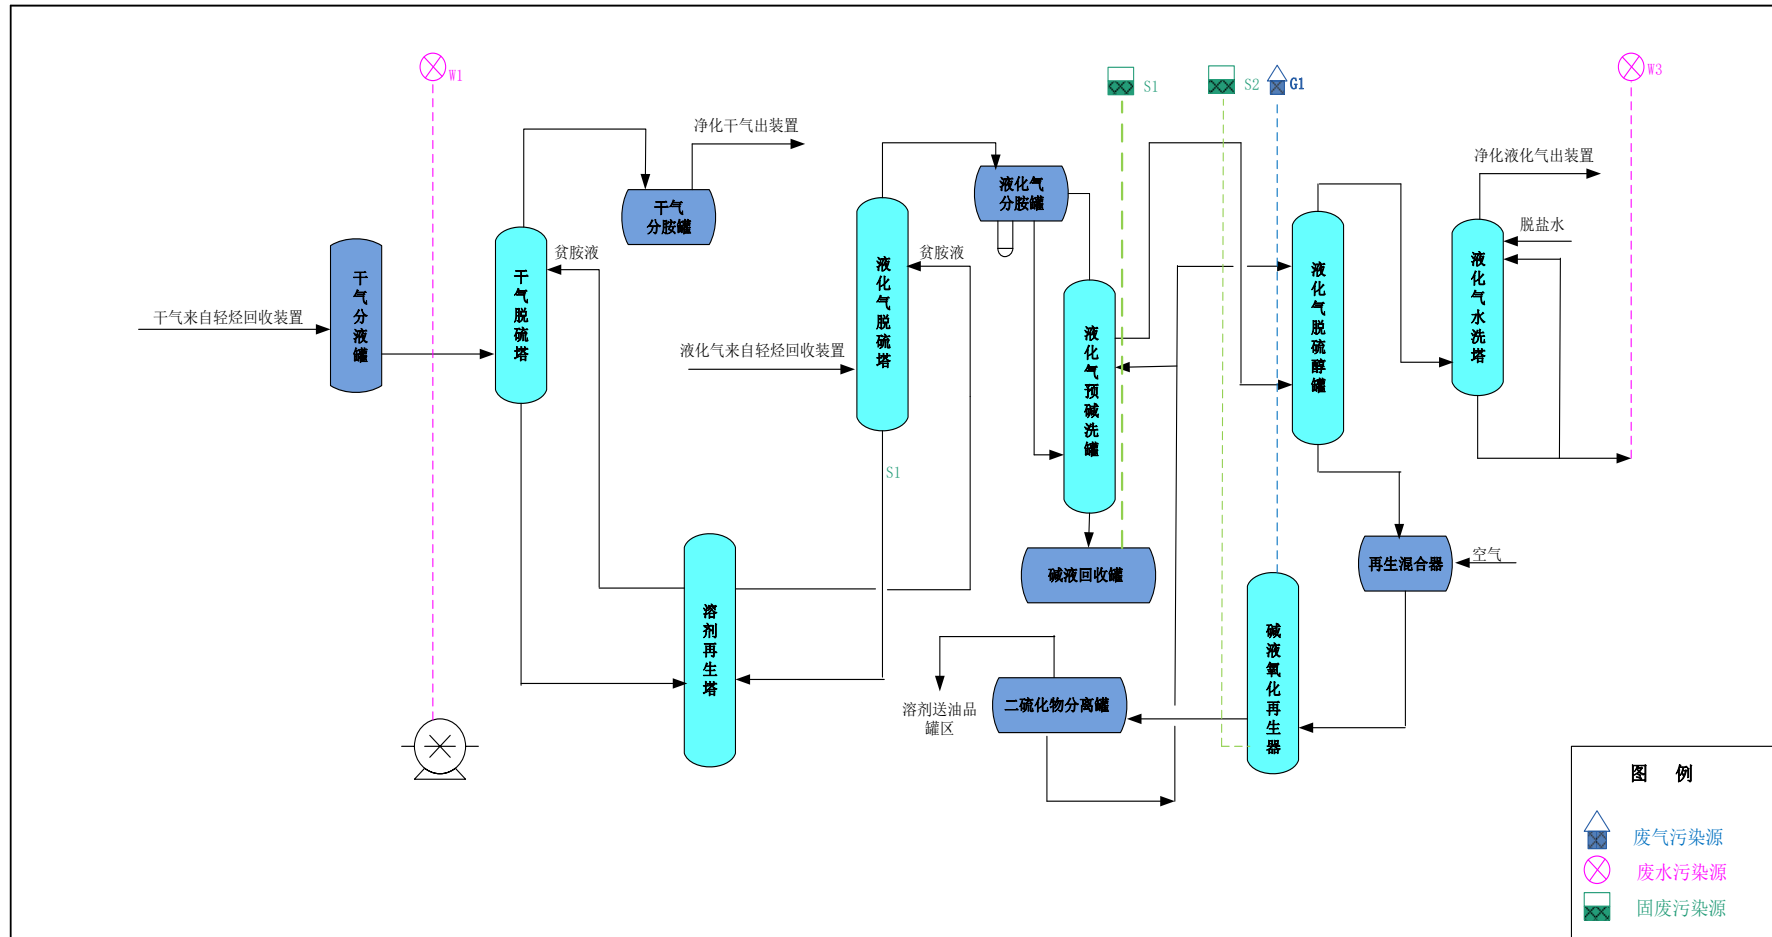 W1
S1
S2
G1
W3
净化干气出装置
净化液化气出装置
干气
分胺罐
液化气
分胺罐
脱盐水
贫胺液
贫胺液
干气分液罐
干气脱硫塔
液化气脱硫塔
液化气预碱洗罐
液化气脱硫醇罐
液化气水洗塔
干气来自轻烃回收装置
液化气来自轻烃回收装置
S1
空气
再生混合器
碱液回收罐
溶剂再生塔
碱液氧化再生器
二硫化物分离罐
溶剂送油品
罐区
图 例
废气污染源
废水污染源
固废污染源